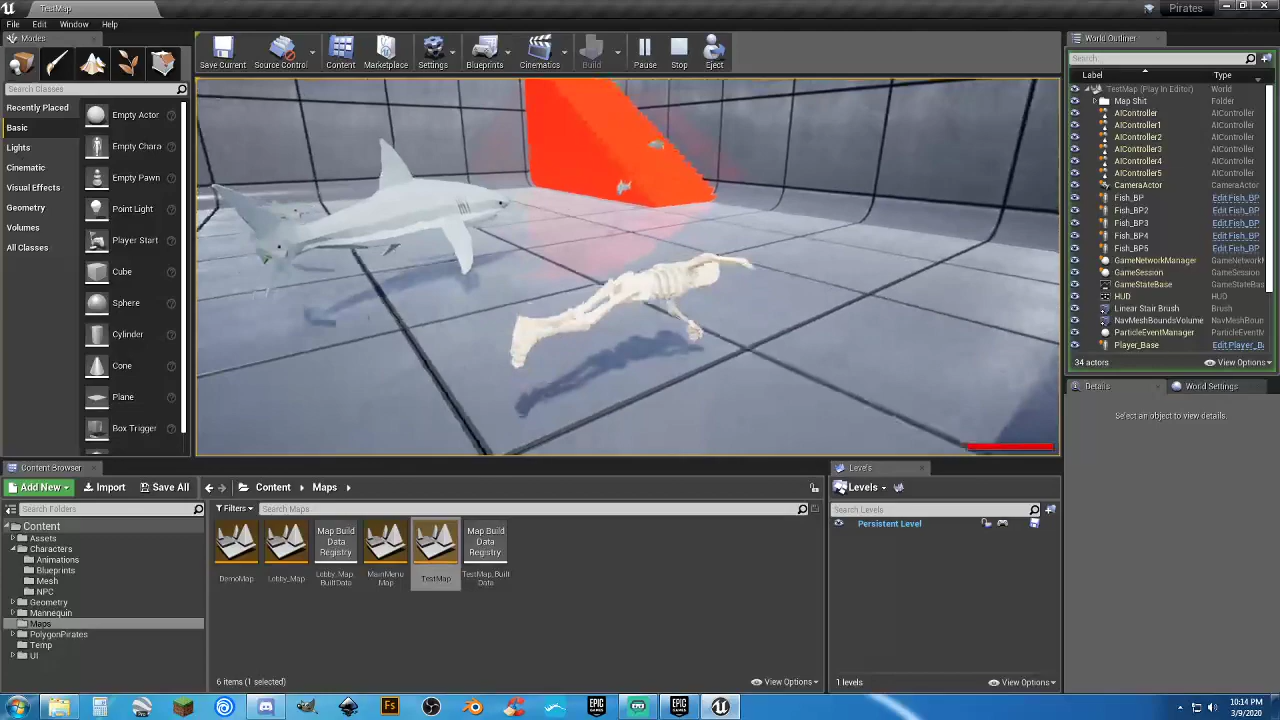 TestMap
Pirates
File Edit Window Help
Modes
Search Classes
Recently Placed
Basic
Lights
Cinematic
Visual Effects
Geometry
Volumes
All Classes
Empty Actor
Empty Chara
Empty Pawn
Point Light
Player Start
Cube
Sphere
Cylinder
Cone
Plane
Box Trigger
Save Current
Source Control
Content
Marketplace
Settings
Blueprints
Cinematics
Build
Pause
Stop
Eject
World Outliner
Search
Label Type
TestMap (Play In Editor) World
Map Shit Folder
AIController AIController
AIController1 AIController
AIController2 AIController
AIController3 AIController
AIController4 AIController
AIController5 AIController
CameraActor CameraActor
Fish_BP Edit Fish_BP
Fish_BP2 Edit Fish_BP
Fish_BP3 Edit Fish_BP
Fish_BP4 Edit Fish_BP
Fish_BP5 Edit Fish_BP
GameNetworkManager GameNetwork
GameSession GameSession
GameStateBase GameStateBase
HUD HUD
Linear Stair Brush Brush
NavMeshBoundsVolume NavMeshBoun
ParticleEventManager ParticleEventM
Player_Base Edit Player_Ba
34 actors View Options
Details World Settings
Select an object to view details.
Content Browser
Add New Import Save All
Content Maps
Search Folders
Filters Search Maps
Content
Assets
Characters
Animations
Blueprints
Mesh
NPC
Geometry
Mannequin
Maps
PolygonPirates
Temp
UI
DemoMap
Lobby_Map
Map Build
Data
Registry
Lobby_Map_
BuiltData
MainMenu
Map
TestMap
Map Build
Data
Registry
TestMap_Built
Data
6 items (1 selected) View Options
Levels
Levels
Search Levels
Persistent Level
1 levels View Options
Fs
EPIC
GAMES
EPIC
GAMES
10:14 PM
3/9/2020